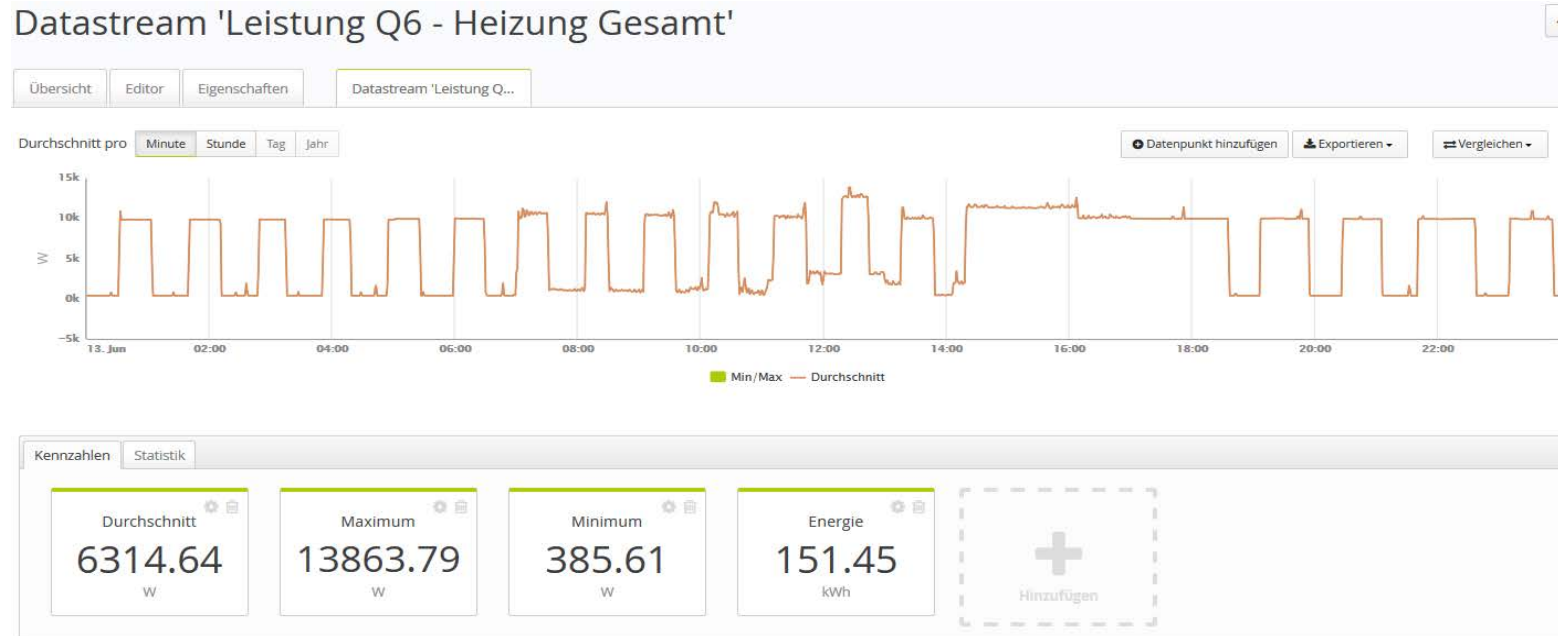 Datastream 'Leistung Q6 - Heizung Gesamt'
Übersicht Editor Eigenschaften Datastream 'Leistung Q...
Durchschnitt pro Minute Stunde Tag Jahr Datenpunkt hinzufügen Exportieren Vergleichen
15k
10k
5k
0k
-5k
W
13. Jun 02:00 04:00 06:00 08:00 10:00 12:00 14:00 16:00 18:00 20:00 22:00
Min/Max Durchschnitt
Kennzahlen Statistik
Durchschnitt Maximum Minimum Energie
6314.64 13863.79 385.61 151.45
W W W kWh
Hinzufügen